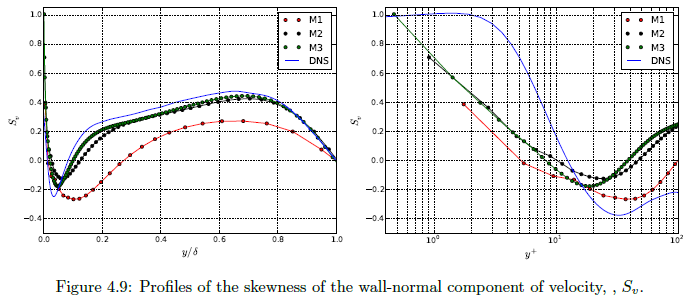 1.0
0.8
0.6
0.4
0.2
0.0
−0.2
−0.4
S_v
0.0 0.2 0.4 0.6 0.8 1.0
y/δ
M1
M2
M3
DNS
1.0
0.8
0.6
0.4
0.2
0.0
−0.2
−0.4
S_v
10^0 10^1 10^2
y^+
M1
M2
M3
DNS
Figure 4.9: Profiles of the skewness of the wall-normal component of velocity, , S_v.